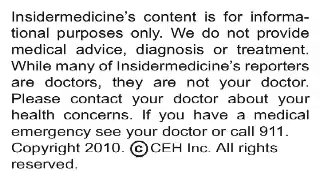 Insidermedicine's content is for informa-
tional purposes only. We do not provide
medical advice, diagnosis or treatment.
While many of Insidermedicine's reporters
are doctors, they are not your doctor.
Please contact your doctor about your
health concerns. If you have a medical
emergency see your doctor or call 911.
Copyright 2010. ©CEH Inc. All rights
reserved.